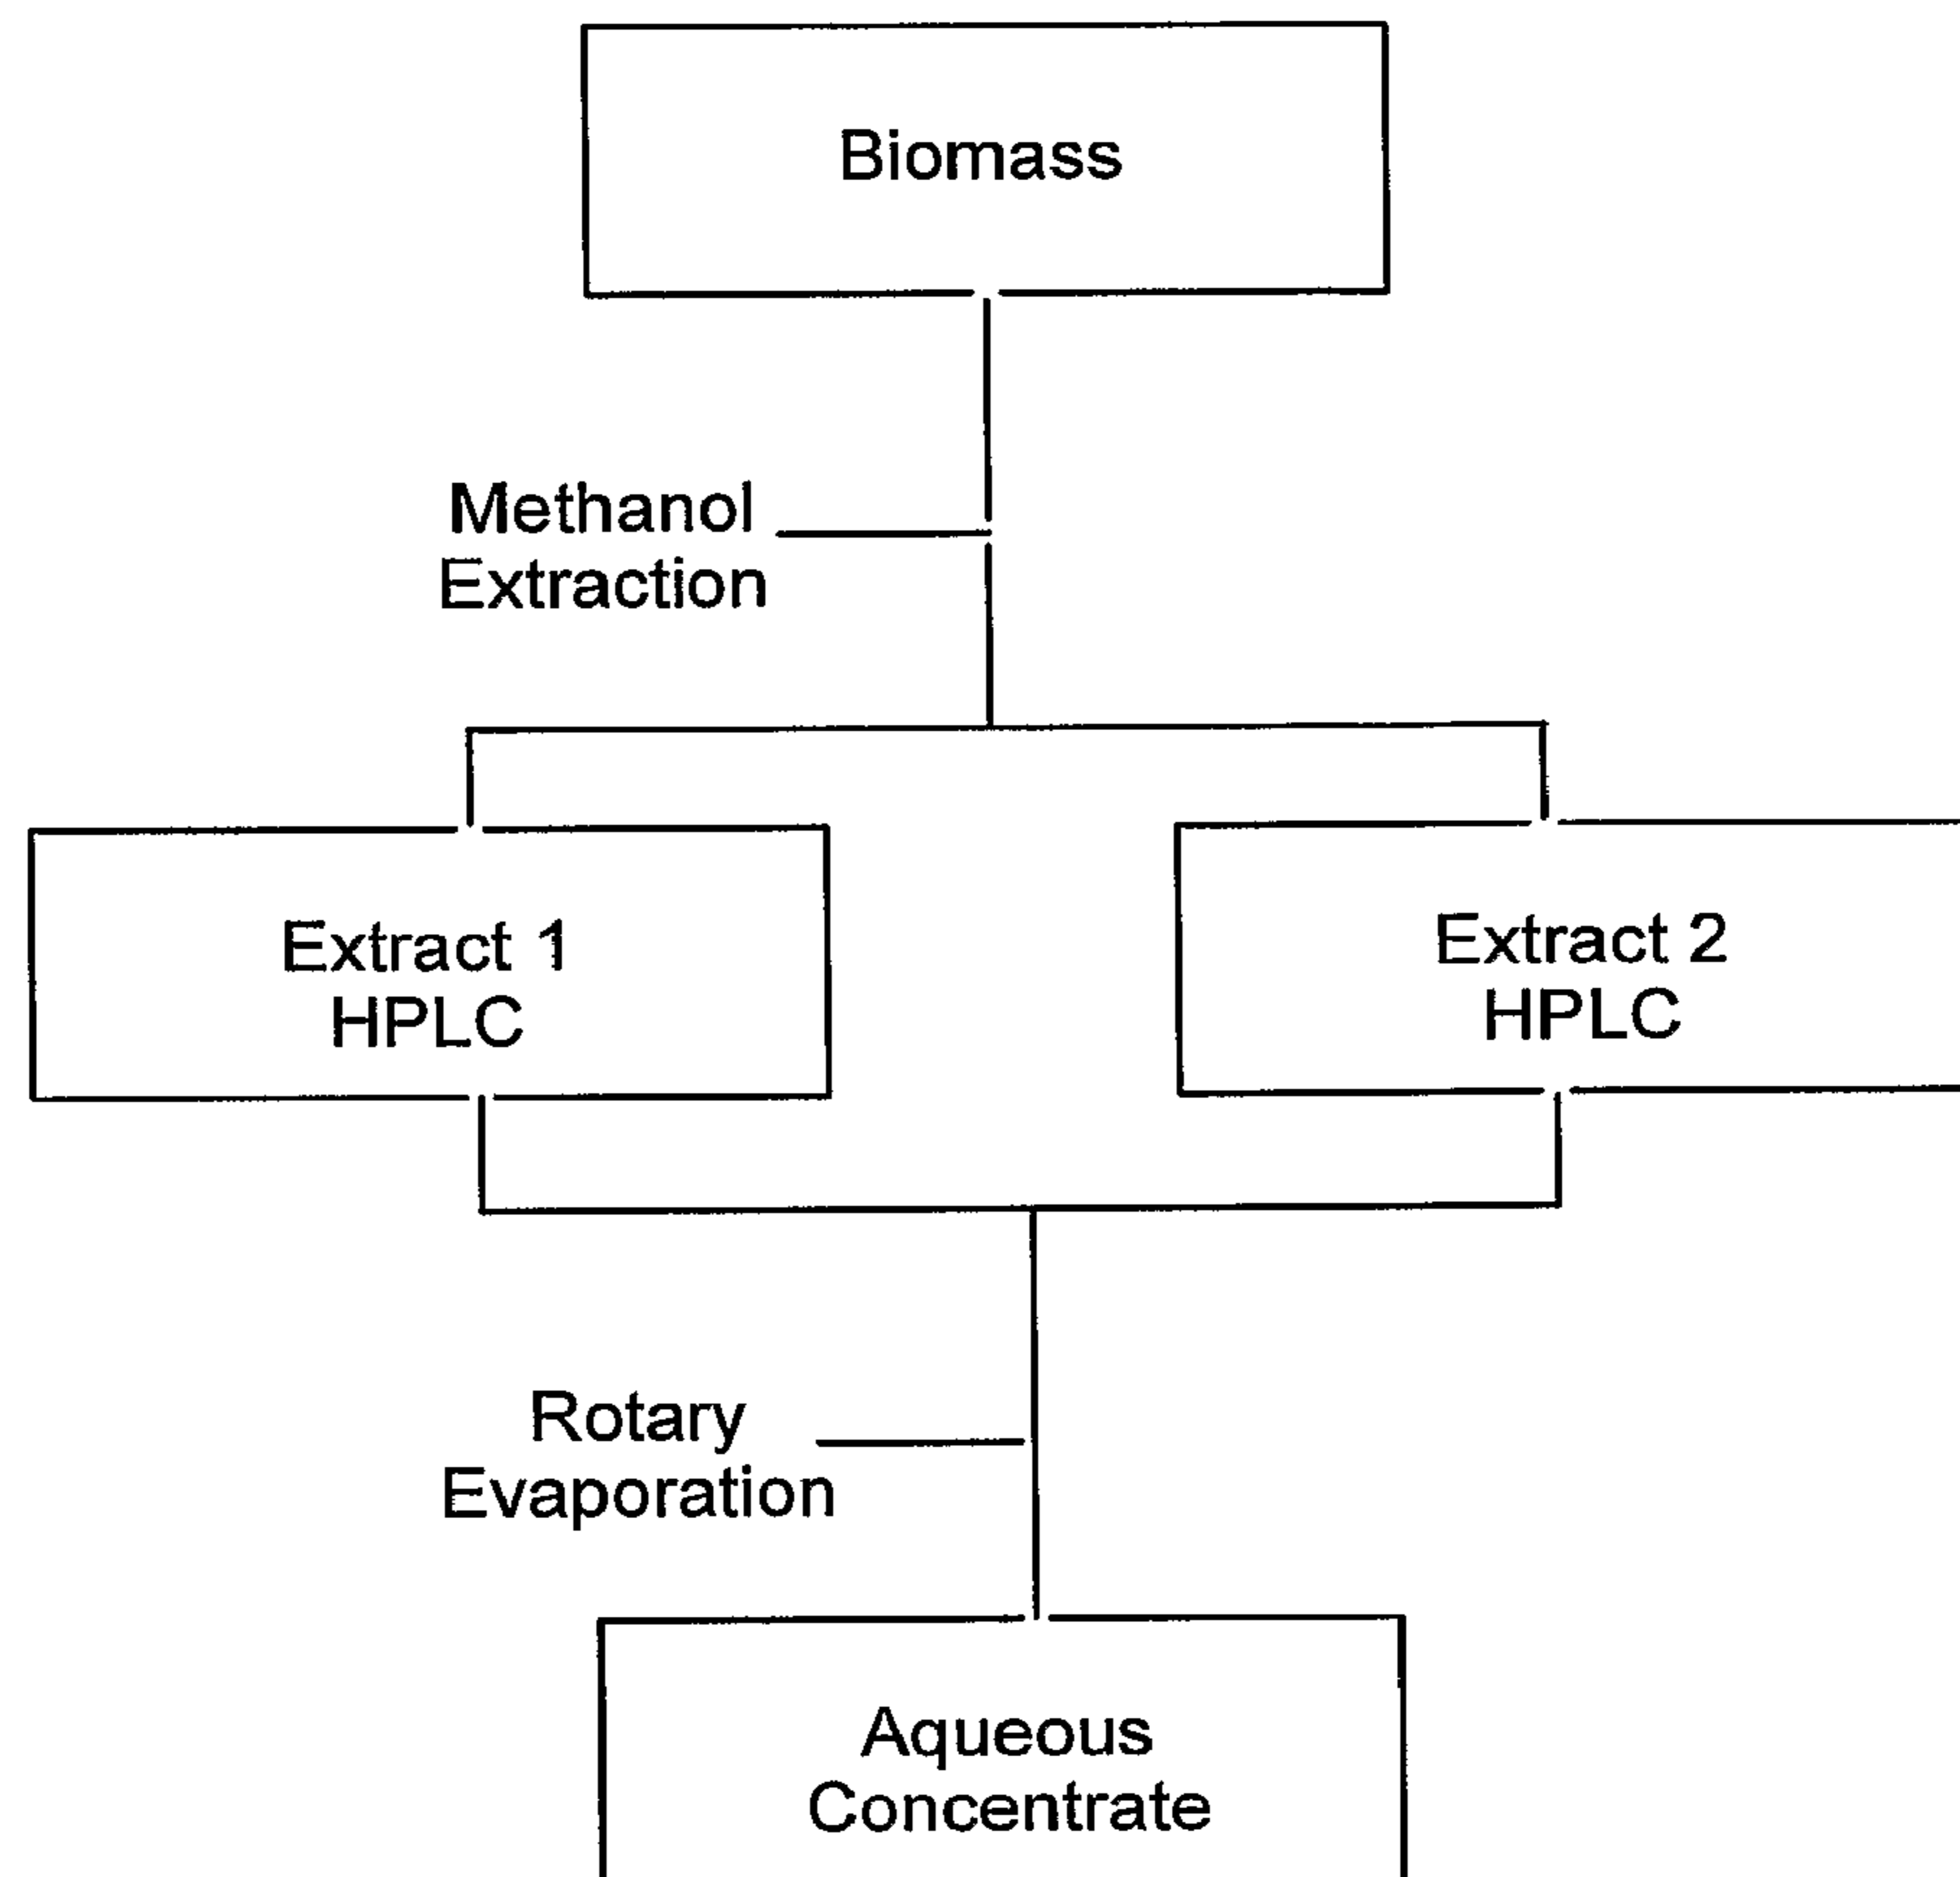 Biomass
Methanol
Extraction
Extract 1
HPLC
Extract 2
HPLC
Rotary
Evaporation
Aqueous
Concentrate